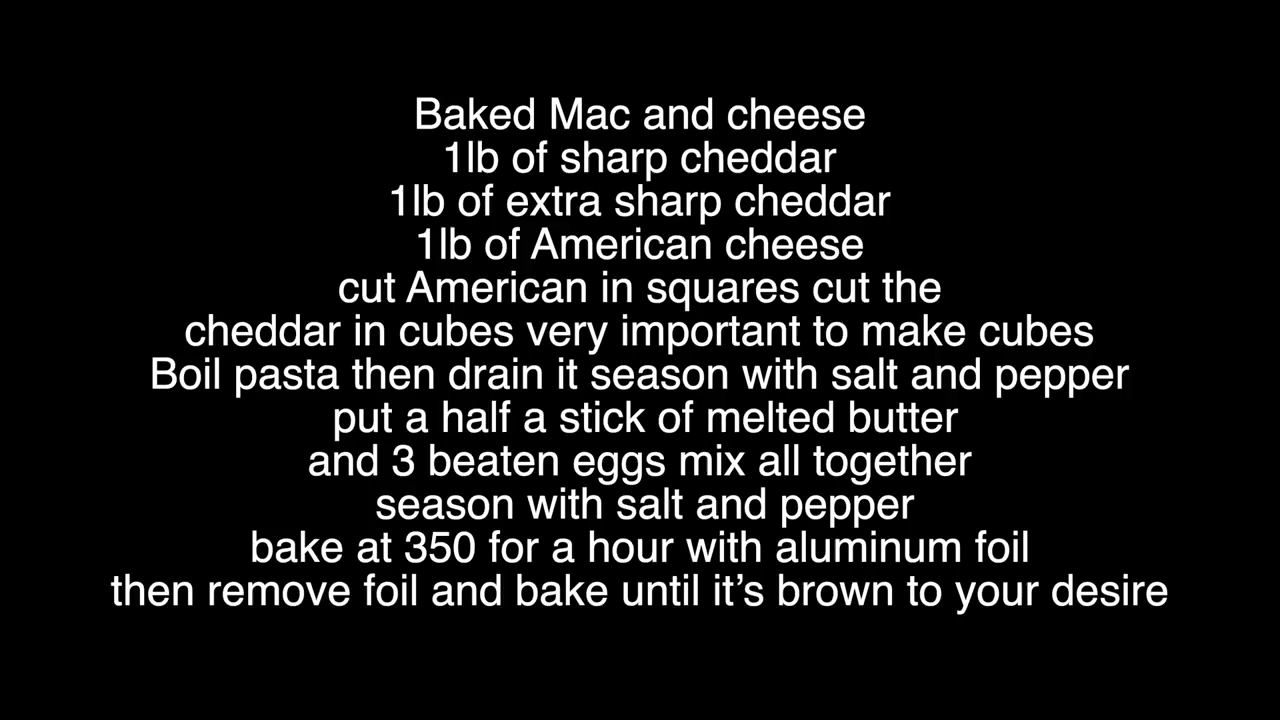 Baked Mac and cheese
1lb of sharp cheddar
1lb of extra sharp cheddar
1lb of American cheese
cut American in squares cut the
cheddar in cubes very important to make cubes
Boil pasta then drain it season with salt and pepper
put a half a stick of melted butter
and 3 beaten eggs mix all together
season with salt and pepper
bake at 350 for a hour with aluminum foil
then remove foil and bake until it’s brown to your desire